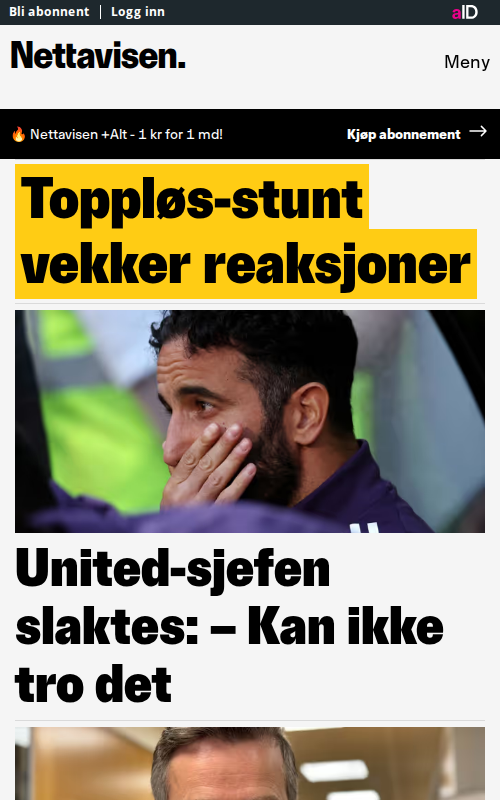 Bli abonnent | Logg inn
aID
Nettavisen.
Meny
🔥 Nettavisen +Alt - 1 kr for 1 md!
Kjøp abonnement →
Toppløs-stunt
vekker reaksjoner
United-sjefen
slaktes: – Kan ikke
tro det